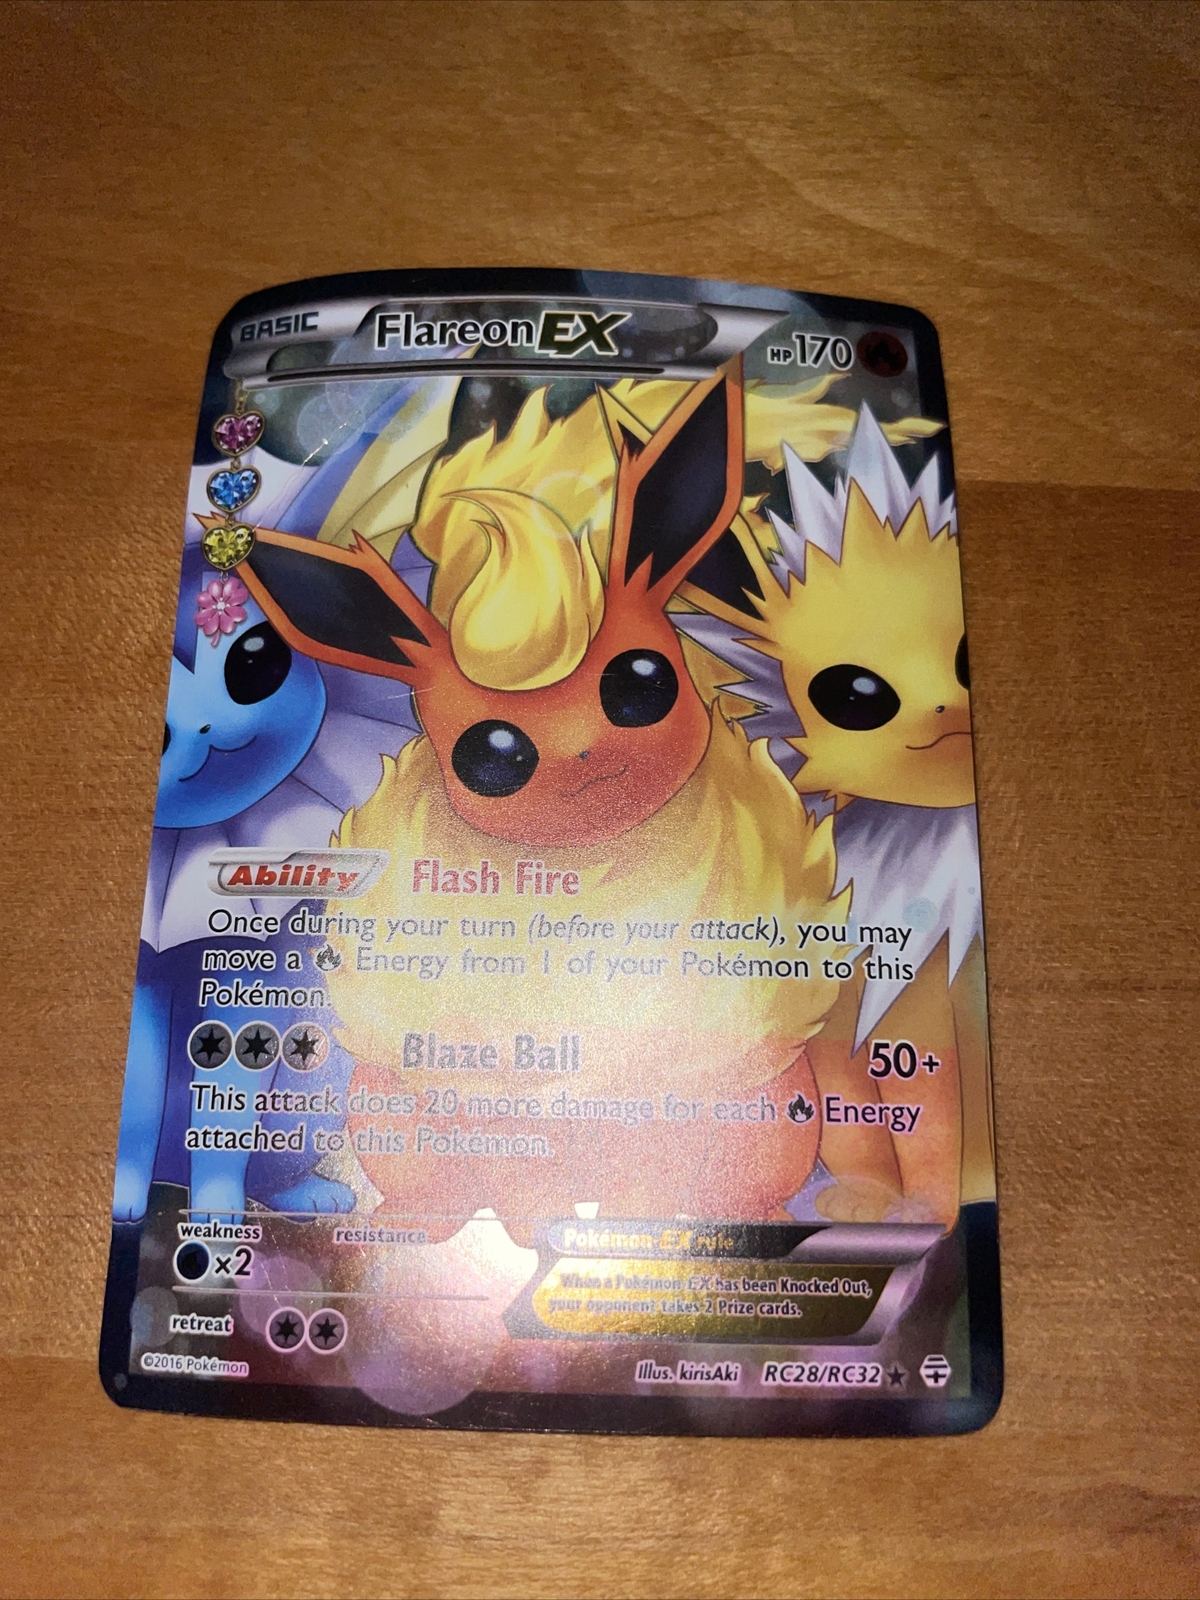 BASIC Flareon EX HP 170
Ability Flash Fire
Once during your turn (before your attack), you may
move a Energy from 1 of your Pokémon to this
Pokémon.
Blaze Ball 50+
This attack does 20 more damage for each Energy
attached to this Pokémon.
weakness resistance
×2
retreat
Pokémon-EX rule
When a Pokémon-EX has been Knocked Out,
your opponent takes 2 Prize cards.
©2016 Pokémon
Illus. kirisAki RC28/RC32